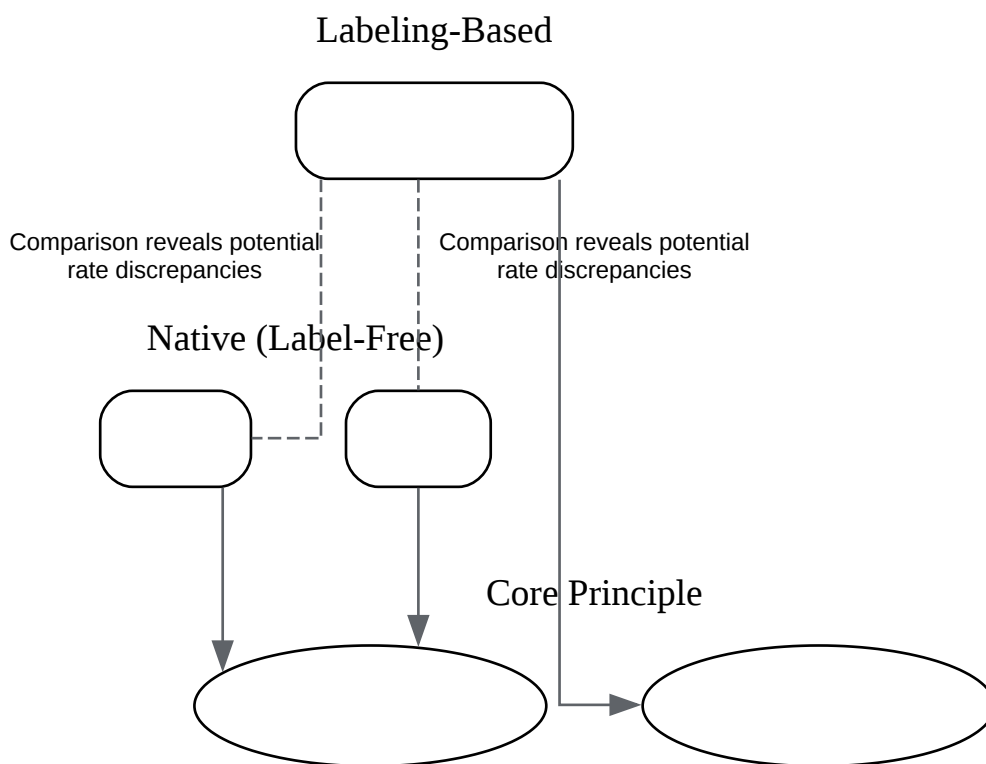 Labeling-Based
Comparison reveals potential
rate discrepancies
Comparison reveals potential
rate discrepancies
Native (Label-Free)
Core Principle